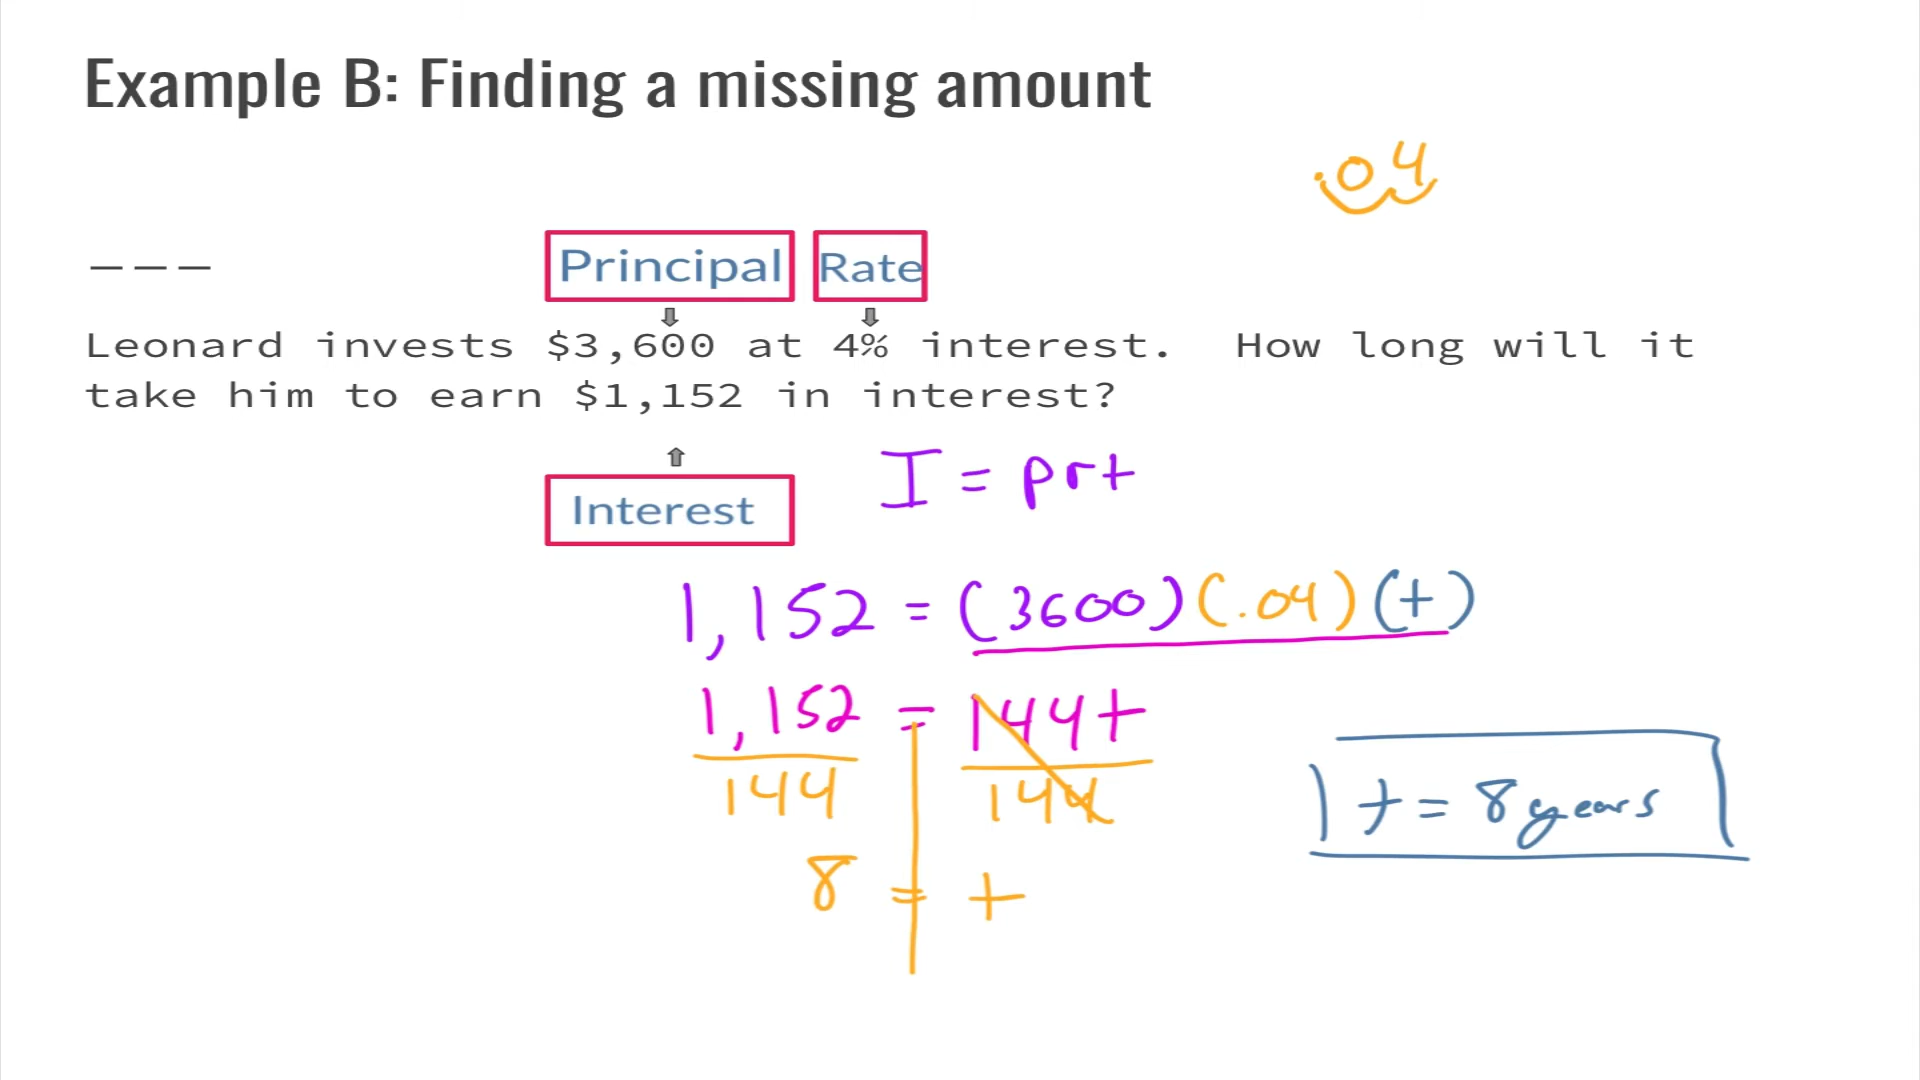 Example B: Finding a missing amount
.04
Principal Rate
Leonard invests $3,600 at 4% interest. How long will it
take him to earn $1,152 in interest?
Interest
I = prt
1,152 = (3600)(.04)(t)
1,152 = 144t
144 144
8 = t
t = 8 years